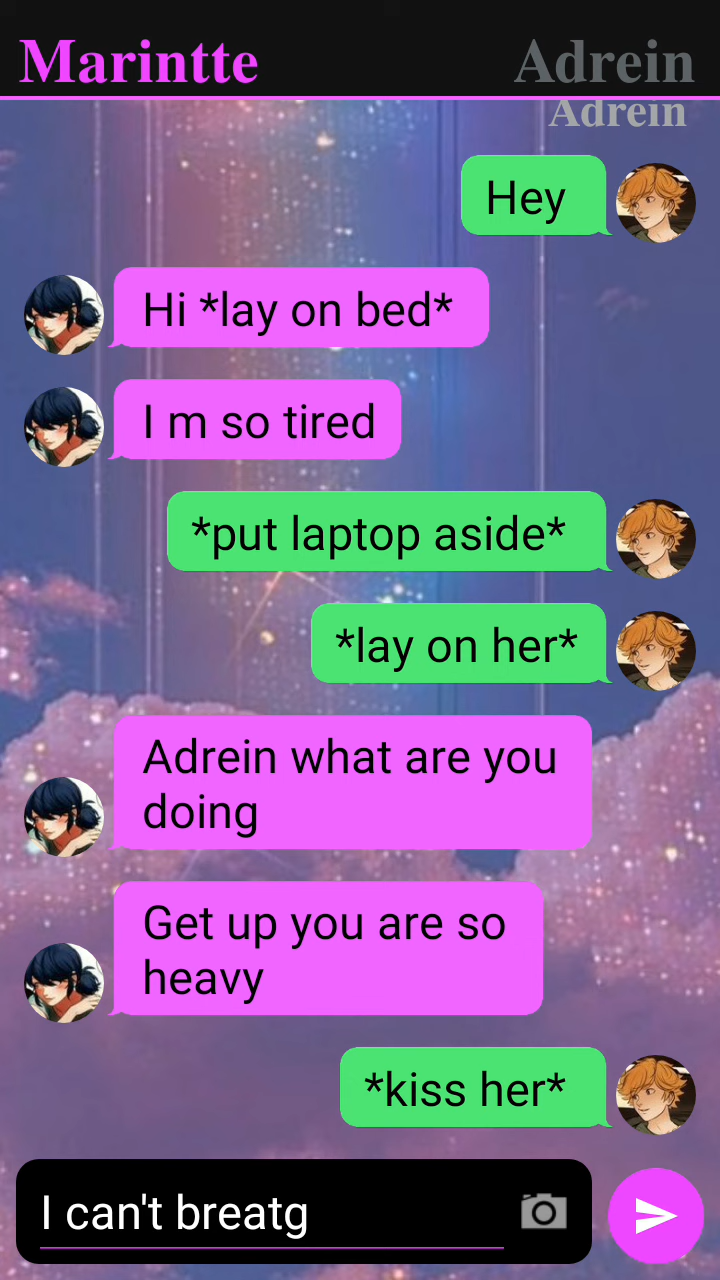 Marintte Adrein
Adrein
Hey
Hi *lay on bed*
I m so tired
*put laptop aside*
*lay on her*
Adrein what are you
doing
Get up you are so
heavy
*kiss her*
I can't breatg